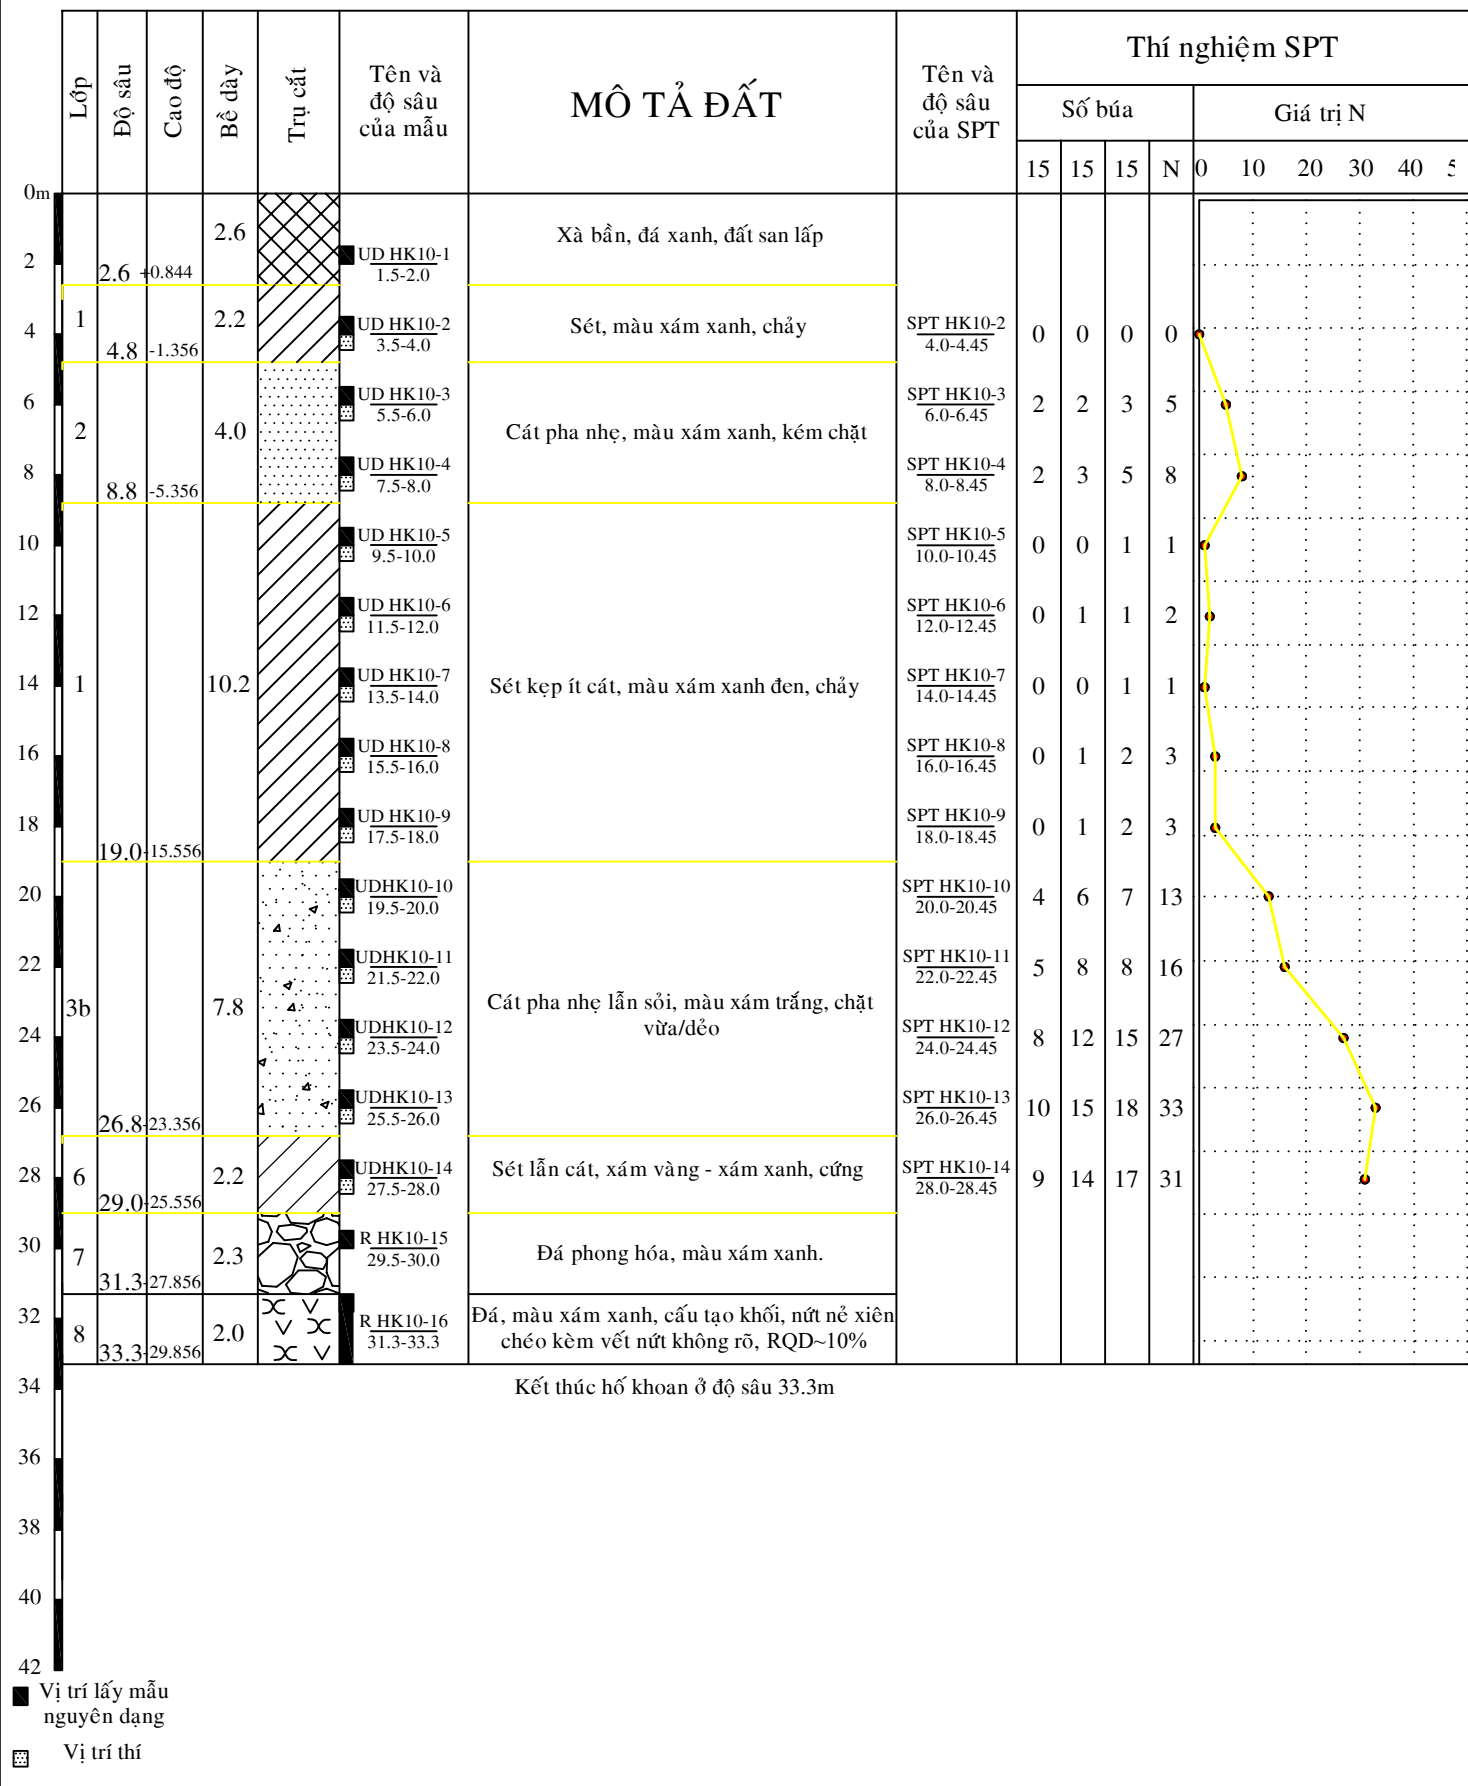 Lớp
Độ sâu
Cao độ
Bề dày
Trụ cắt
Tên và
độ sâu
của mẫu
MÔ TẢ ĐẤT
Tên và
độ sâu
của SPT
Thí nghiệm SPT
Số búa
Giá trị N
15 15 15 N
0 10 20 30 40
0m
2.6
Xà bần, đá xanh, đất san lấp
UD HK10-1
1.5-2.0
2
2.6 +0.844
1
2.2
UD HK10-2
3.5-4.0
Sét, màu xám xanh, chảy
SPT HK10-2
4.0-4.45
0 0 0 0
4
4.8 -1.356
UD HK10-3
5.5-6.0
SPT HK10-3
6.0-6.45
2 2 3 5
6
2
4.0
Cát pha nhẹ, màu xám xanh, kém chặt
UD HK10-4
7.5-8.0
SPT HK10-4
8.0-8.45
2 3 5 8
8
8.8 -5.356
UD HK10-5
9.5-10.0
SPT HK10-5
10.0-10.45
0 0 1 1
10
UD HK10-6
11.5-12.0
SPT HK10-6
12.0-12.45
0 1 1 2
12
UD HK10-7
13.5-14.0
SPT HK10-7
14.0-14.45
0 0 1 1
14
1
10.2
Sét kẹp ít cát, màu xám xanh đen, chảy
UD HK10-8
15.5-16.0
SPT HK10-8
16.0-16.45
0 1 2 3
16
UD HK10-9
17.5-18.0
SPT HK10-9
18.0-18.45
0 1 2 3
18
19.0 -15.556
UDHK10-10
19.5-20.0
SPT HK10-10
20.0-20.45
4 6 7 13
20
UDHK10-11
21.5-22.0
SPT HK10-11
22.0-22.45
5 8 8 16
22
3b
7.8
Cát pha nhẹ lẫn sỏi, màu xám trắng, chặt
vừa/dẻo
UDHK10-12
23.5-24.0
SPT HK10-12
24.0-24.45
8 12 15 27
24
UDHK10-13
25.5-26.0
SPT HK10-13
26.0-26.45
10 15 18 33
26
26.8 -23.356
6
2.2
UDHK10-14
27.5-28.0
Sét lẫn cát, xám vàng - xám xanh, cứng
SPT HK10-14
28.0-28.45
9 14 17 31
28
29.0 -25.556
7
2.3
R HK10-15
29.5-30.0
Đá phong hóa, màu xám xanh.
30
31.3 -27.856
8
2.0
R HK10-16
31.3-33.3
Đá, màu xám xanh, cấu tạo khối, nứt nẻ xiên
chéo kèm vết nứt không rõ, RQD~10%
32
33.3 -29.856
34
Kết thúc hố khoan ở độ sâu 33.3m
36
38
40
42
Vị trí lấy mẫu
nguyên dạng
Vị trí thí